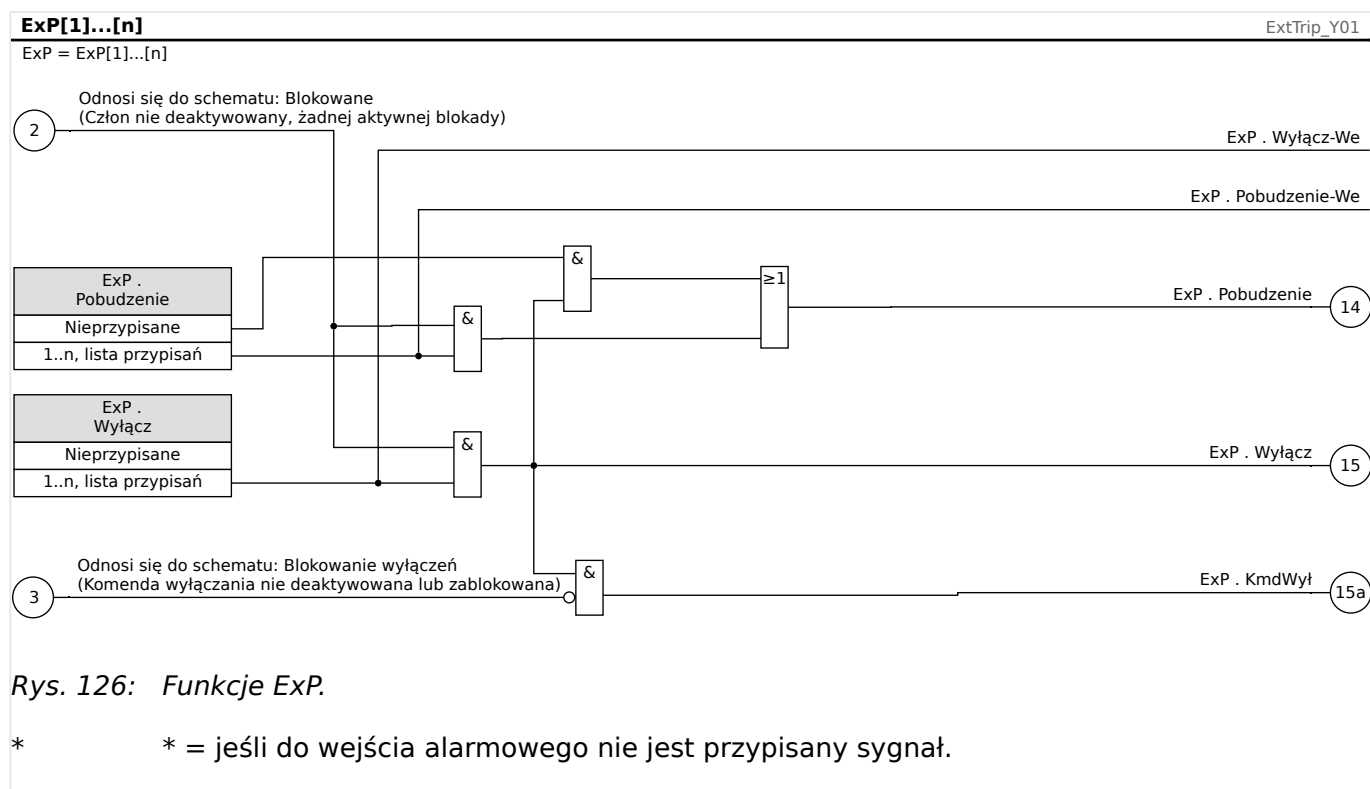 ExP[1]...[n]
ExtTrip_Y01
ExP = ExP[1]...[n]
Odnosi się do schematu: Blokowane
(Człon nie deaktywowany, żadnej aktywnej blokady)
2
ExP . Wyłącz-We
ExP . Pobudzenie-We
&
ExP .
Pobudzenie
≥1
ExP . Pobudzenie
14
Nieprzypisane
&
1..n, lista przypisań
ExP .
Wyłącz
&
Nieprzypisane
ExP . Wyłącz
15
1..n, lista przypisań
Odnosi się do schematu: Blokowanie wyłączeń
(Komenda wyłączania nie deaktywowana lub zablokowana)
&
3
ExP . KmdWył
15a
Rys. 126: Funkcje ExP.
* * = jeśli do wejścia alarmowego nie jest przypisany sygnał.